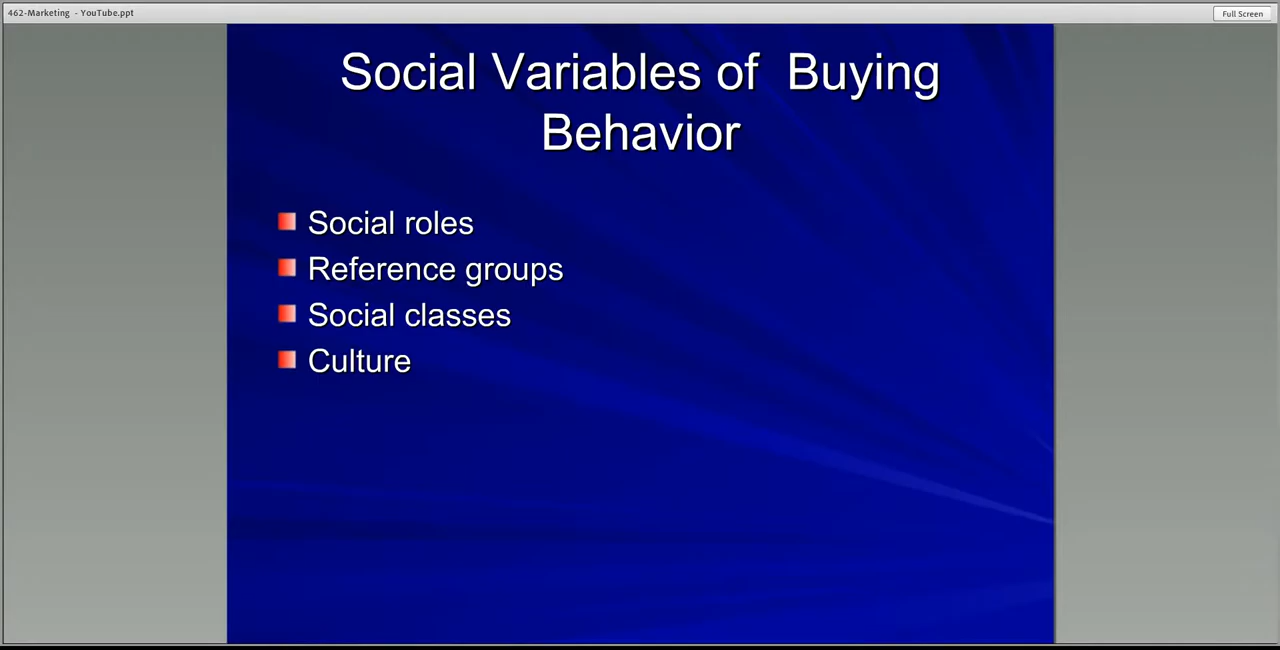 462-Marketing - YouTube.ppt
Full Screen
Social Variables of Buying
Behavior
Social roles
Reference groups
Social classes
Culture